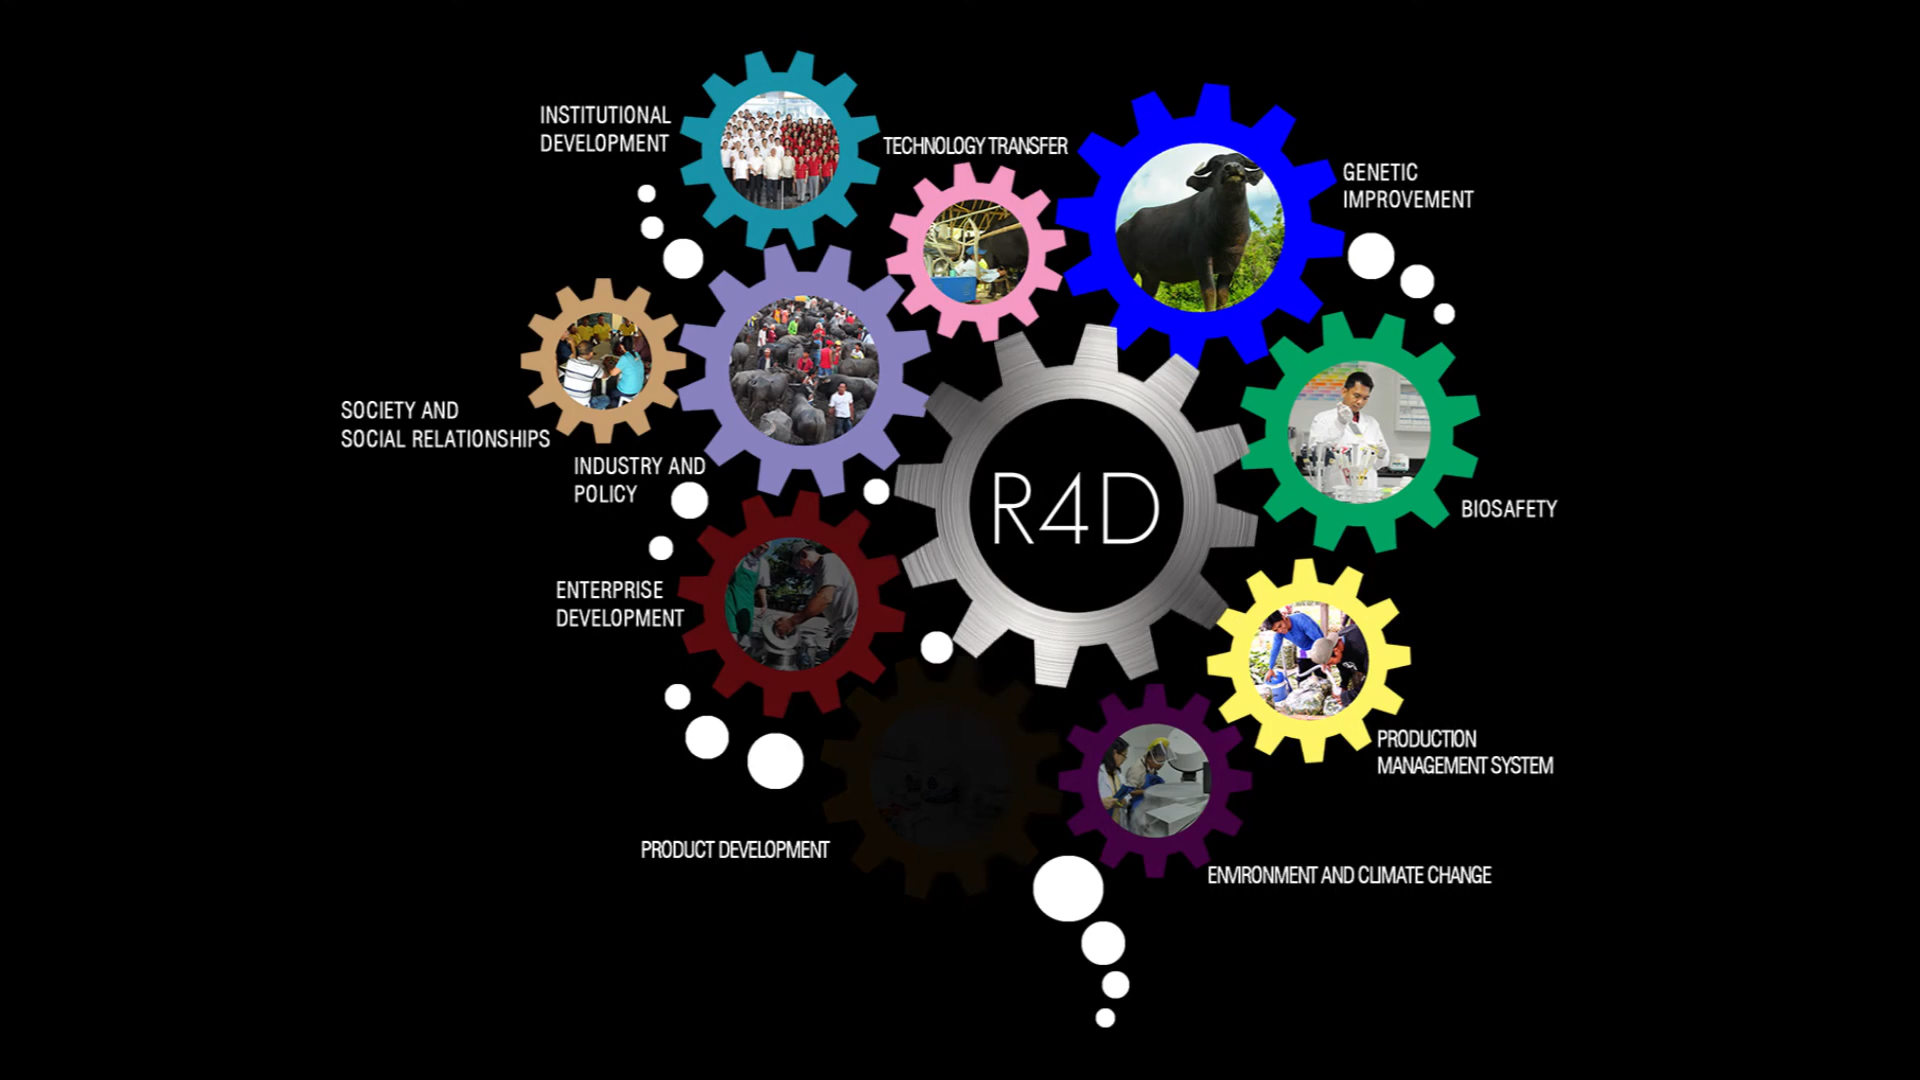 INSTITUTIONAL
DEVELOPMENT
TECHNOLOGY TRANSFER
GENETIC
IMPROVEMENT
SOCIETY AND
SOCIAL RELATIONSHIPS
INDUSTRY AND
POLICY
R4D
BIOSAFETY
ENTERPRISE
DEVELOPMENT
PRODUCTION
MANAGEMENT SYSTEM
PRODUCT DEVELOPMENT
ENVIRONMENT AND CLIMATE CHANGE